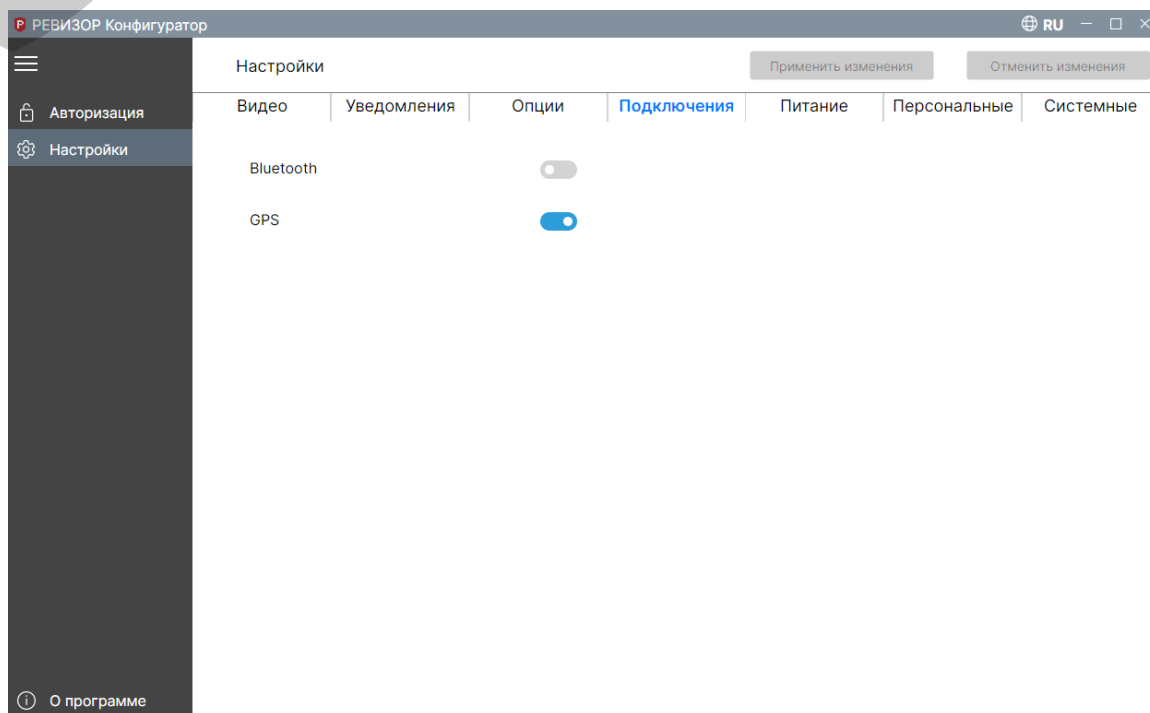 РЕВИЗОР Конфигуратор RU
Настройки Применить изменения Отменить изменения
Авторизация
Настройки
Видео Уведомления Опции Подключения Питание Персональные Системные
Bluetooth
GPS
О программе